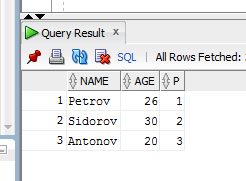 Query Result x
SQL | All Rows Fetched:
NAME AGE P
1 Petrov 26 1
2 Sidorov 30 2
3 Antonov 20 3